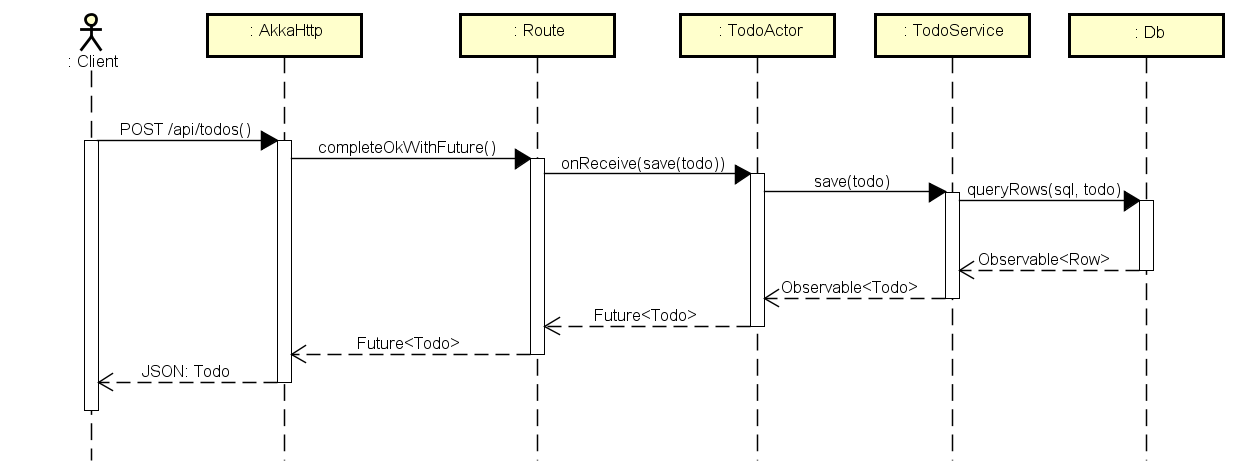 : Client
: AkkaHttp
: Route
: TodoActor
: TodoService
: Db
POST /api/todos()
completeOkWithFuture()
onReceive(save(todo))
save(todo)
queryRows(sql, todo)
Observable<Row>
Observable<Todo>
Future<Todo>
Future<Todo>
JSON: Todo